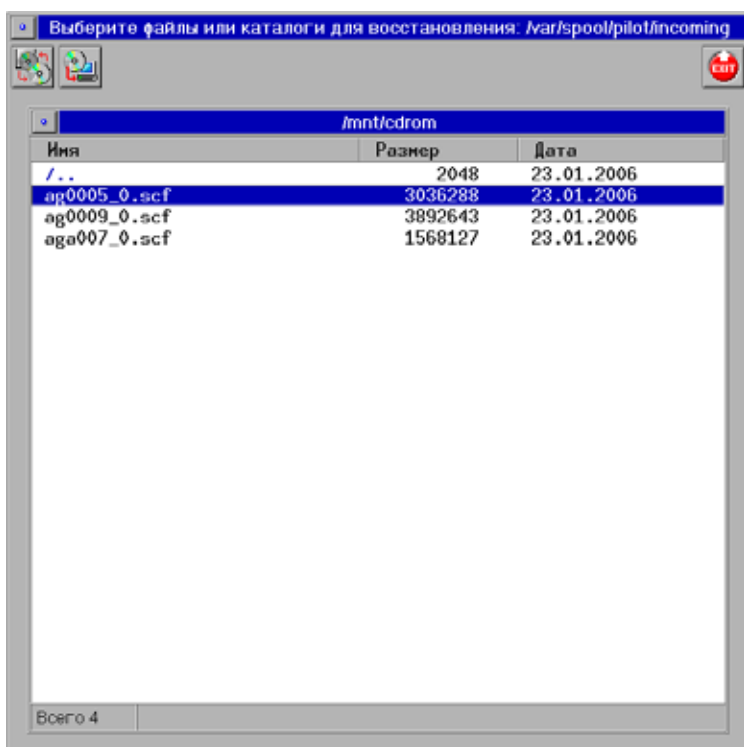 Выберите файлы или каталоги для восстановления: /var/spool/pilot/incoming
EXIT
/mnt/cdrom
Имя Размер Дата
/.. 2048 23.01.2006
ag0005_0.scf 3036288 23.01.2006
ag0009_0.scf 3892643 23.01.2006
aga007_0.scf 1568127 23.01.2006
Всего 4